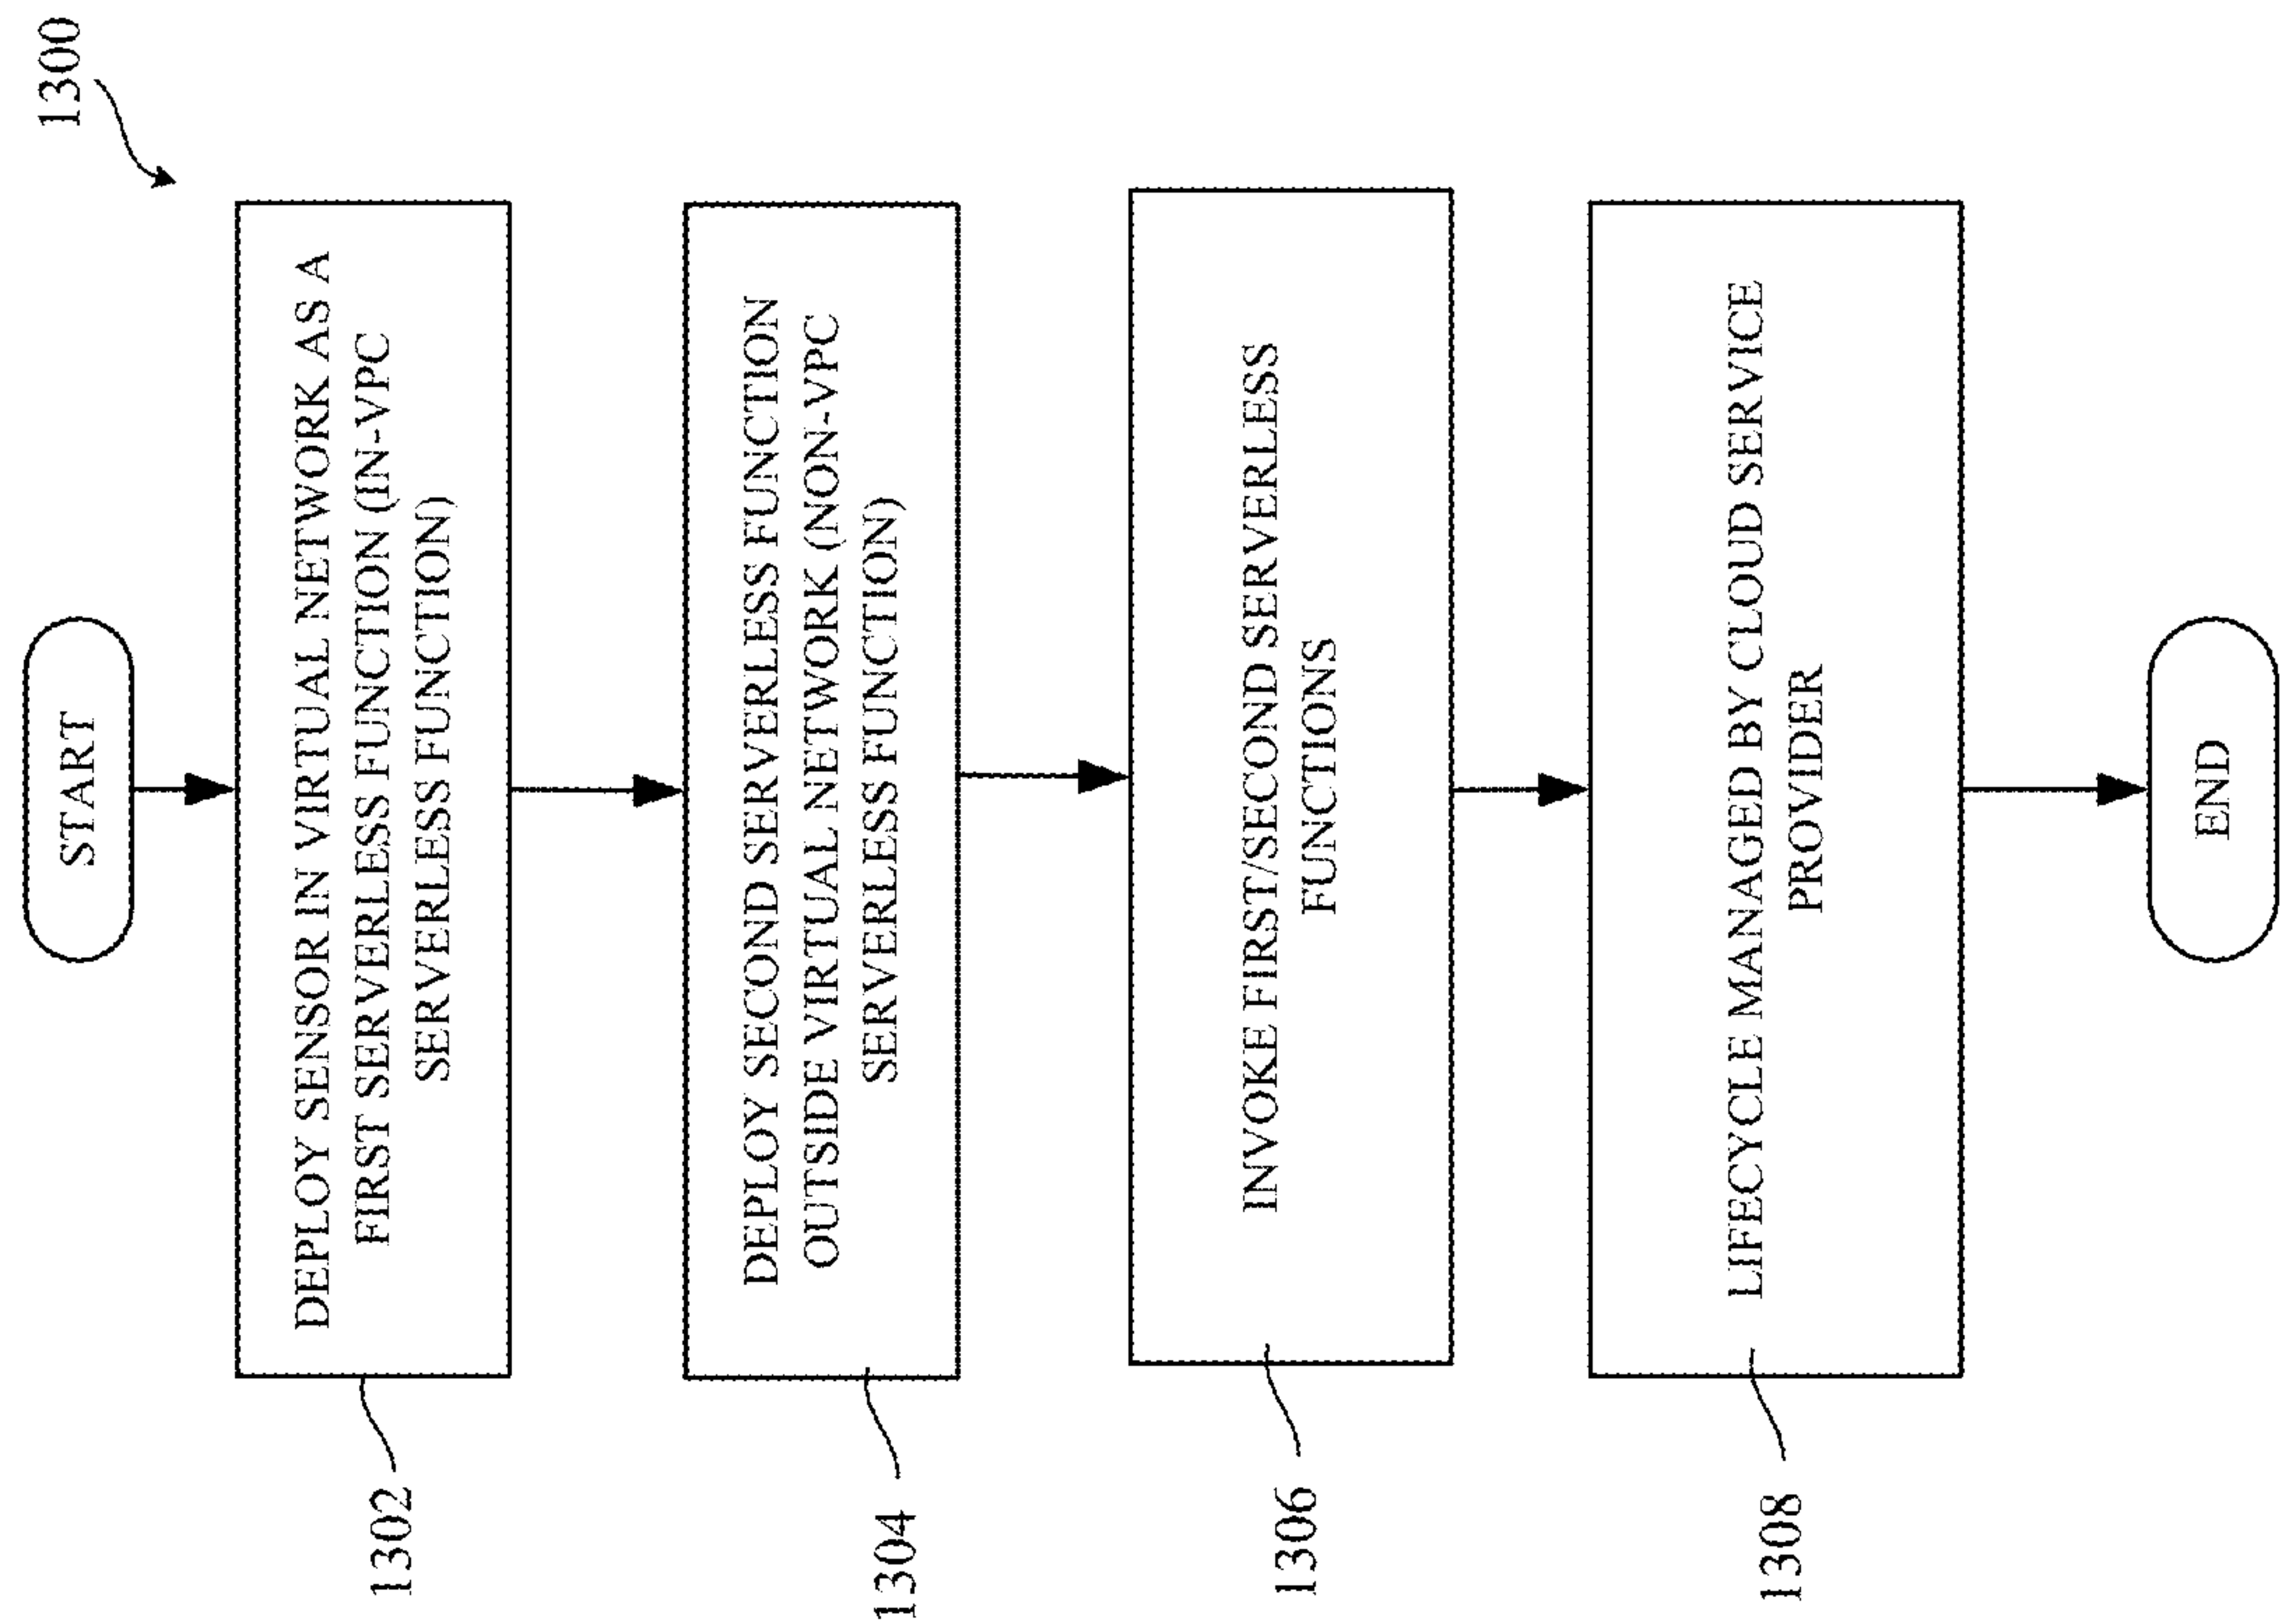 1300
START
DEPLOY SENSOR IN VIRTUAL NETWORK AS A
FIRST SERVERLESS FUNCTION (IN-VPC
SERVERLESS FUNCTION)
1302
DEPLOY SECOND SERVERLESS FUNCTION
OUTSIDE VIRTUAL NETWORK (NON-VPC
SERVERLESS FUNCTION)
1304
INVOKE FIRST/SECOND SERVERLESS
FUNCTIONS
1306
LIFECYCLE MANAGED BY CLOUD SERVICE
PROVIDER
1308
END